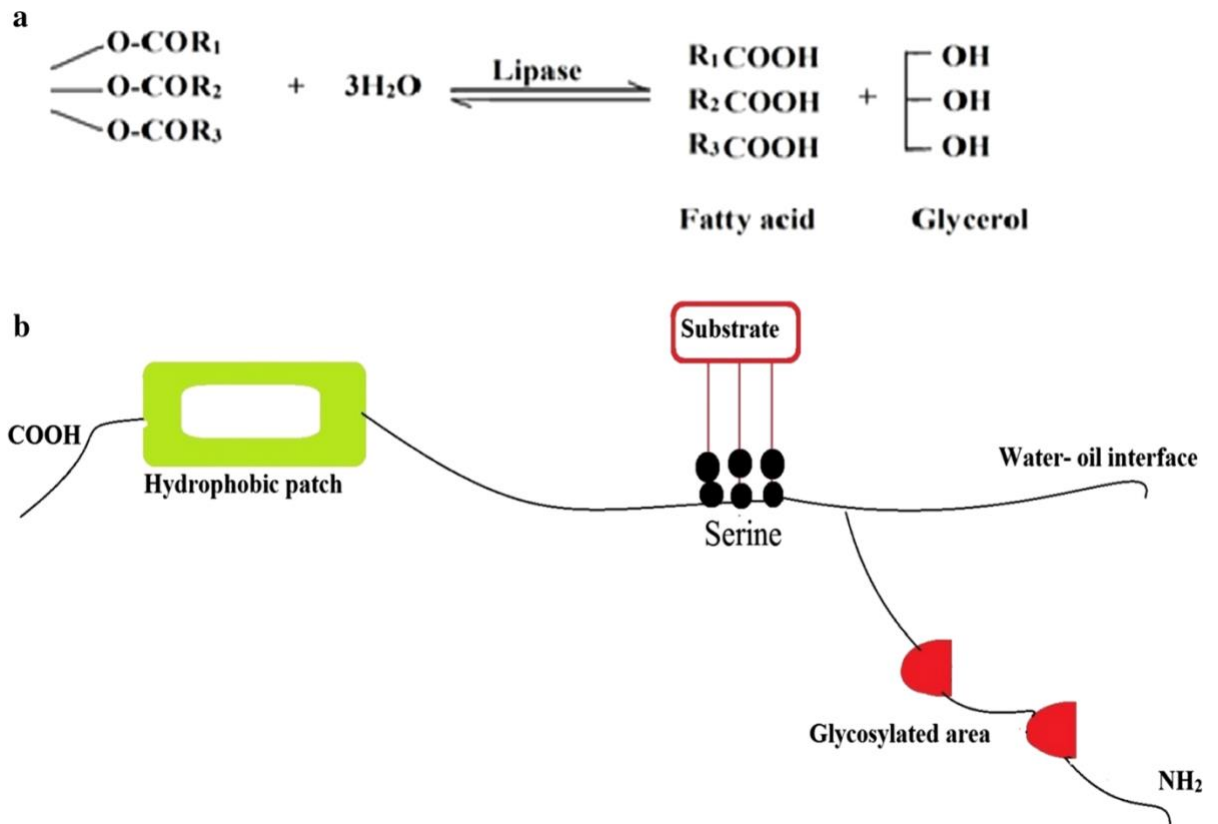 a
O-COR₁
O-COR₂ + 3H₂O Lipase R₁COOH + OH
O-COR₃
R₂COOH OH
R₃COOH OH
Fatty acid Glycerol
b
Substrate
COOH
Hydrophobic patch
Water- oil interface
Serine
Glycosylated area
NH₂